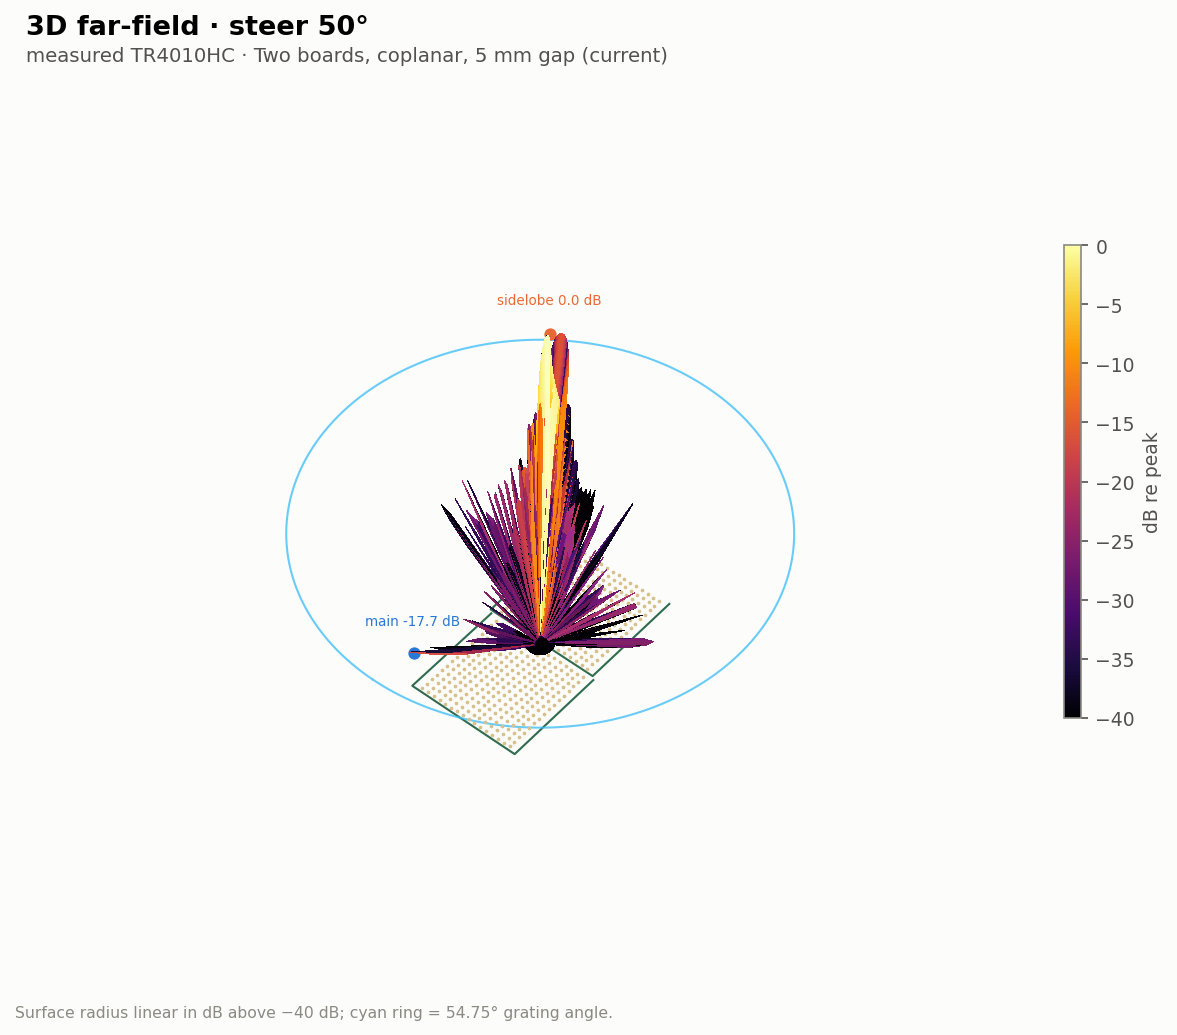 3D far-field · steer 50°
measured TR4010HC · Two boards, coplanar, 5 mm gap (current)
sidelobe 0.0 dB
main -17.7 dB
0
−5
−10
−15
−20
−25
−30
−35
−40
dB re peak
Surface radius linear in dB above −40 dB; cyan ring = 54.75° grating angle.